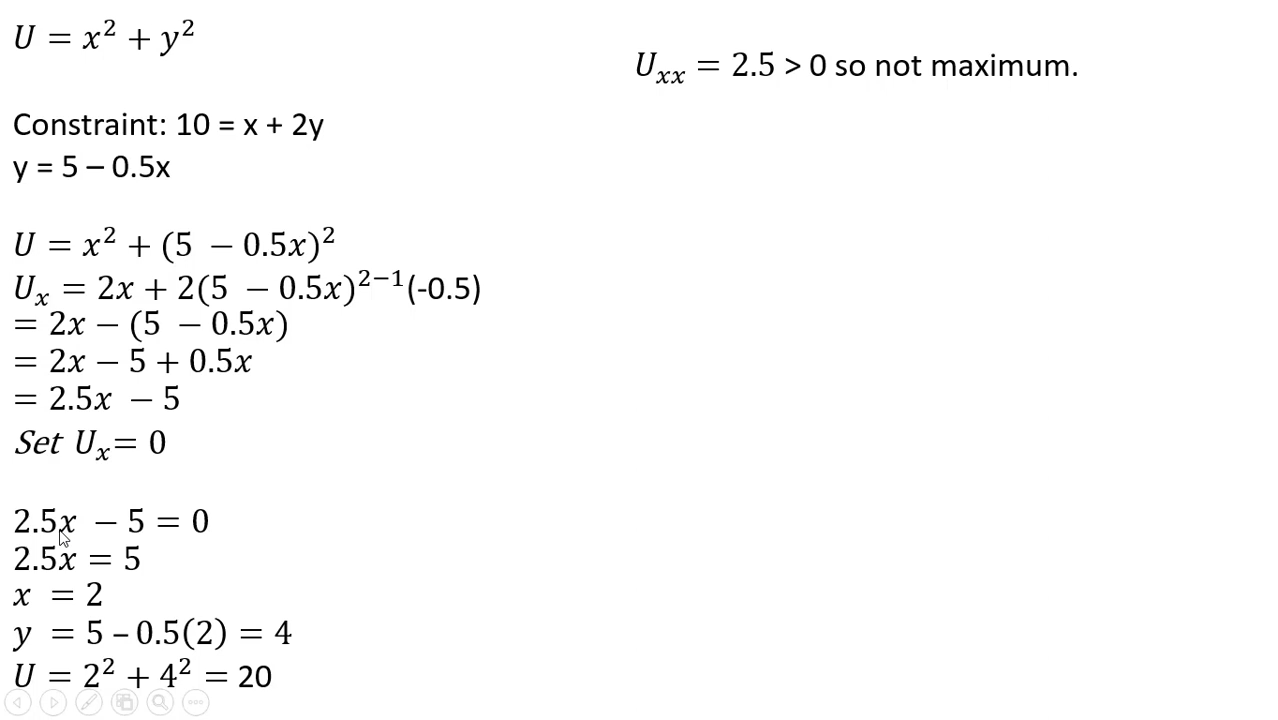 U = x² + y²
U_xx = 2.5 > 0 so not maximum.
Constraint: 10 = x + 2y
y = 5 – 0.5x
U = x² + (5 − 0.5x)²
U_x = 2x + 2(5 − 0.5x)²⁻¹(-0.5)
= 2x − (5 − 0.5x)
= 2x − 5 + 0.5x
= 2.5x − 5
Set U_x = 0
2.5x − 5 = 0
2.5x = 5
x = 2
y = 5 – 0.5(2) = 4
U = 2² + 4² = 20